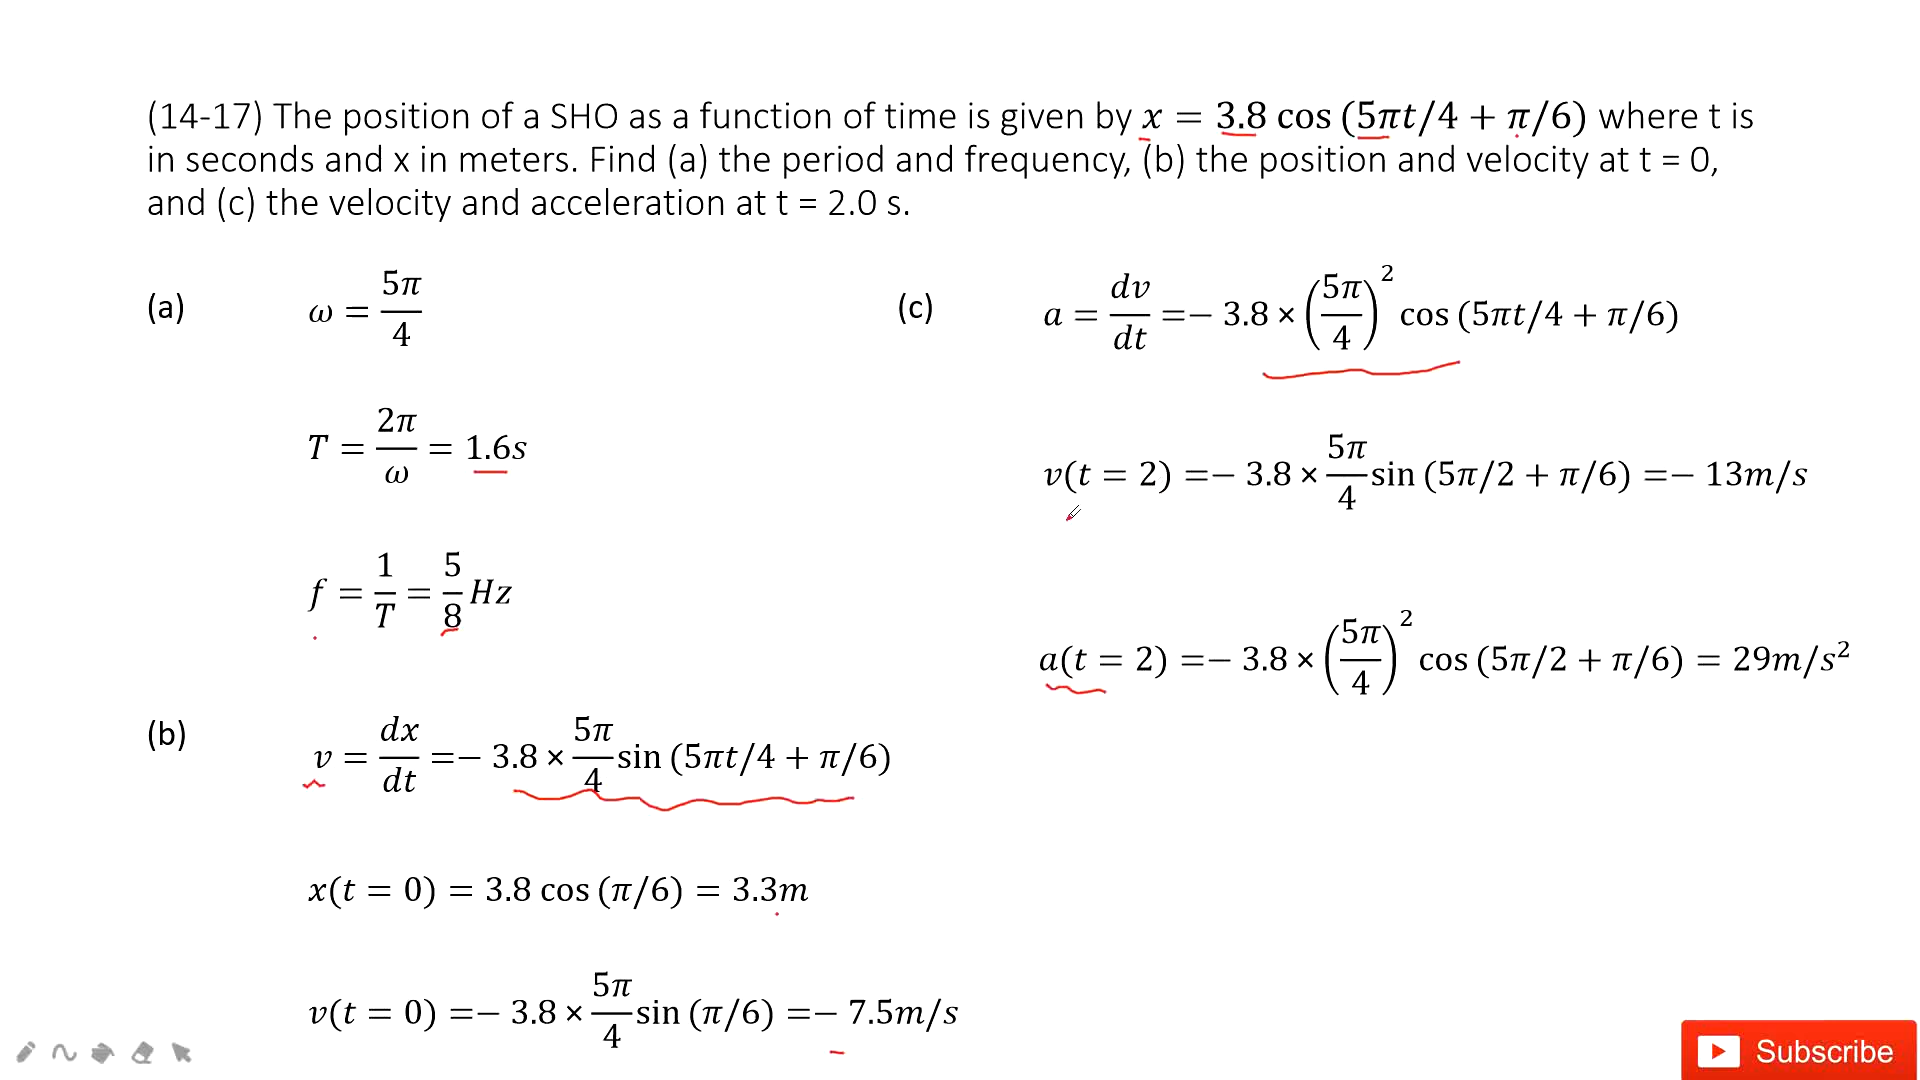 (14-17) The position of a SHO as a function of time is given by x = 3.8 cos (5πt/4 + π/6) where t is
in seconds and x in meters. Find (a) the period and frequency, (b) the position and velocity at t = 0,
and (c) the velocity and acceleration at t = 2.0 s.
(a) ω = 5π/4
T = 2π/ω = 1.6s
f = 1/T = 5/8 Hz
(b) v = dx/dt =− 3.8 × 5π/4 sin (5πt/4 + π/6)
x(t = 0) = 3.8 cos (π/6) = 3.3m
v(t = 0) =− 3.8 × 5π/4 sin (π/6) =− 7.5m/s
(c) a = dv/dt =− 3.8 × (5π/4)² cos (5πt/4 + π/6)
v(t = 2) =− 3.8 × 5π/4 sin (5π/2 + π/6) =− 13m/s
a(t = 2) =− 3.8 × (5π/4)² cos (5π/2 + π/6) = 29m/s²
Subscribe